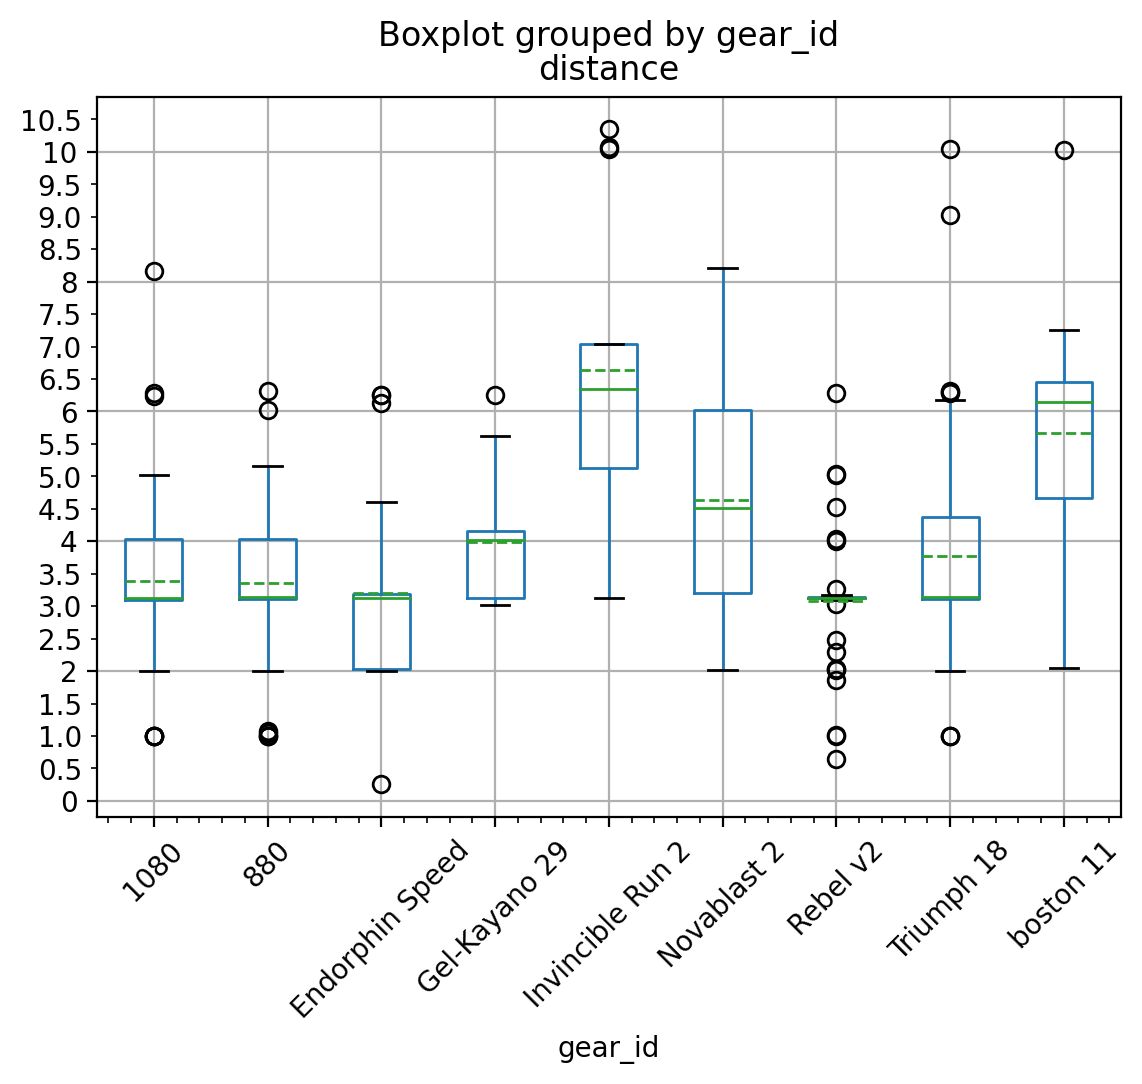 Boxplot grouped by gear_id
distance
10.5
10
9.5
9.0
8.5
8
7.5
7.0
6.5
6
5.5
5.0
4.5
4
3.5
3.0
2.5
2
1.5
1.0
0.5
0
1080
880
Endorphin Speed
Gel-Kayano 29
Invincible Run 2
Novablast 2
Rebel v2
Triumph 18
boston 11
gear_id